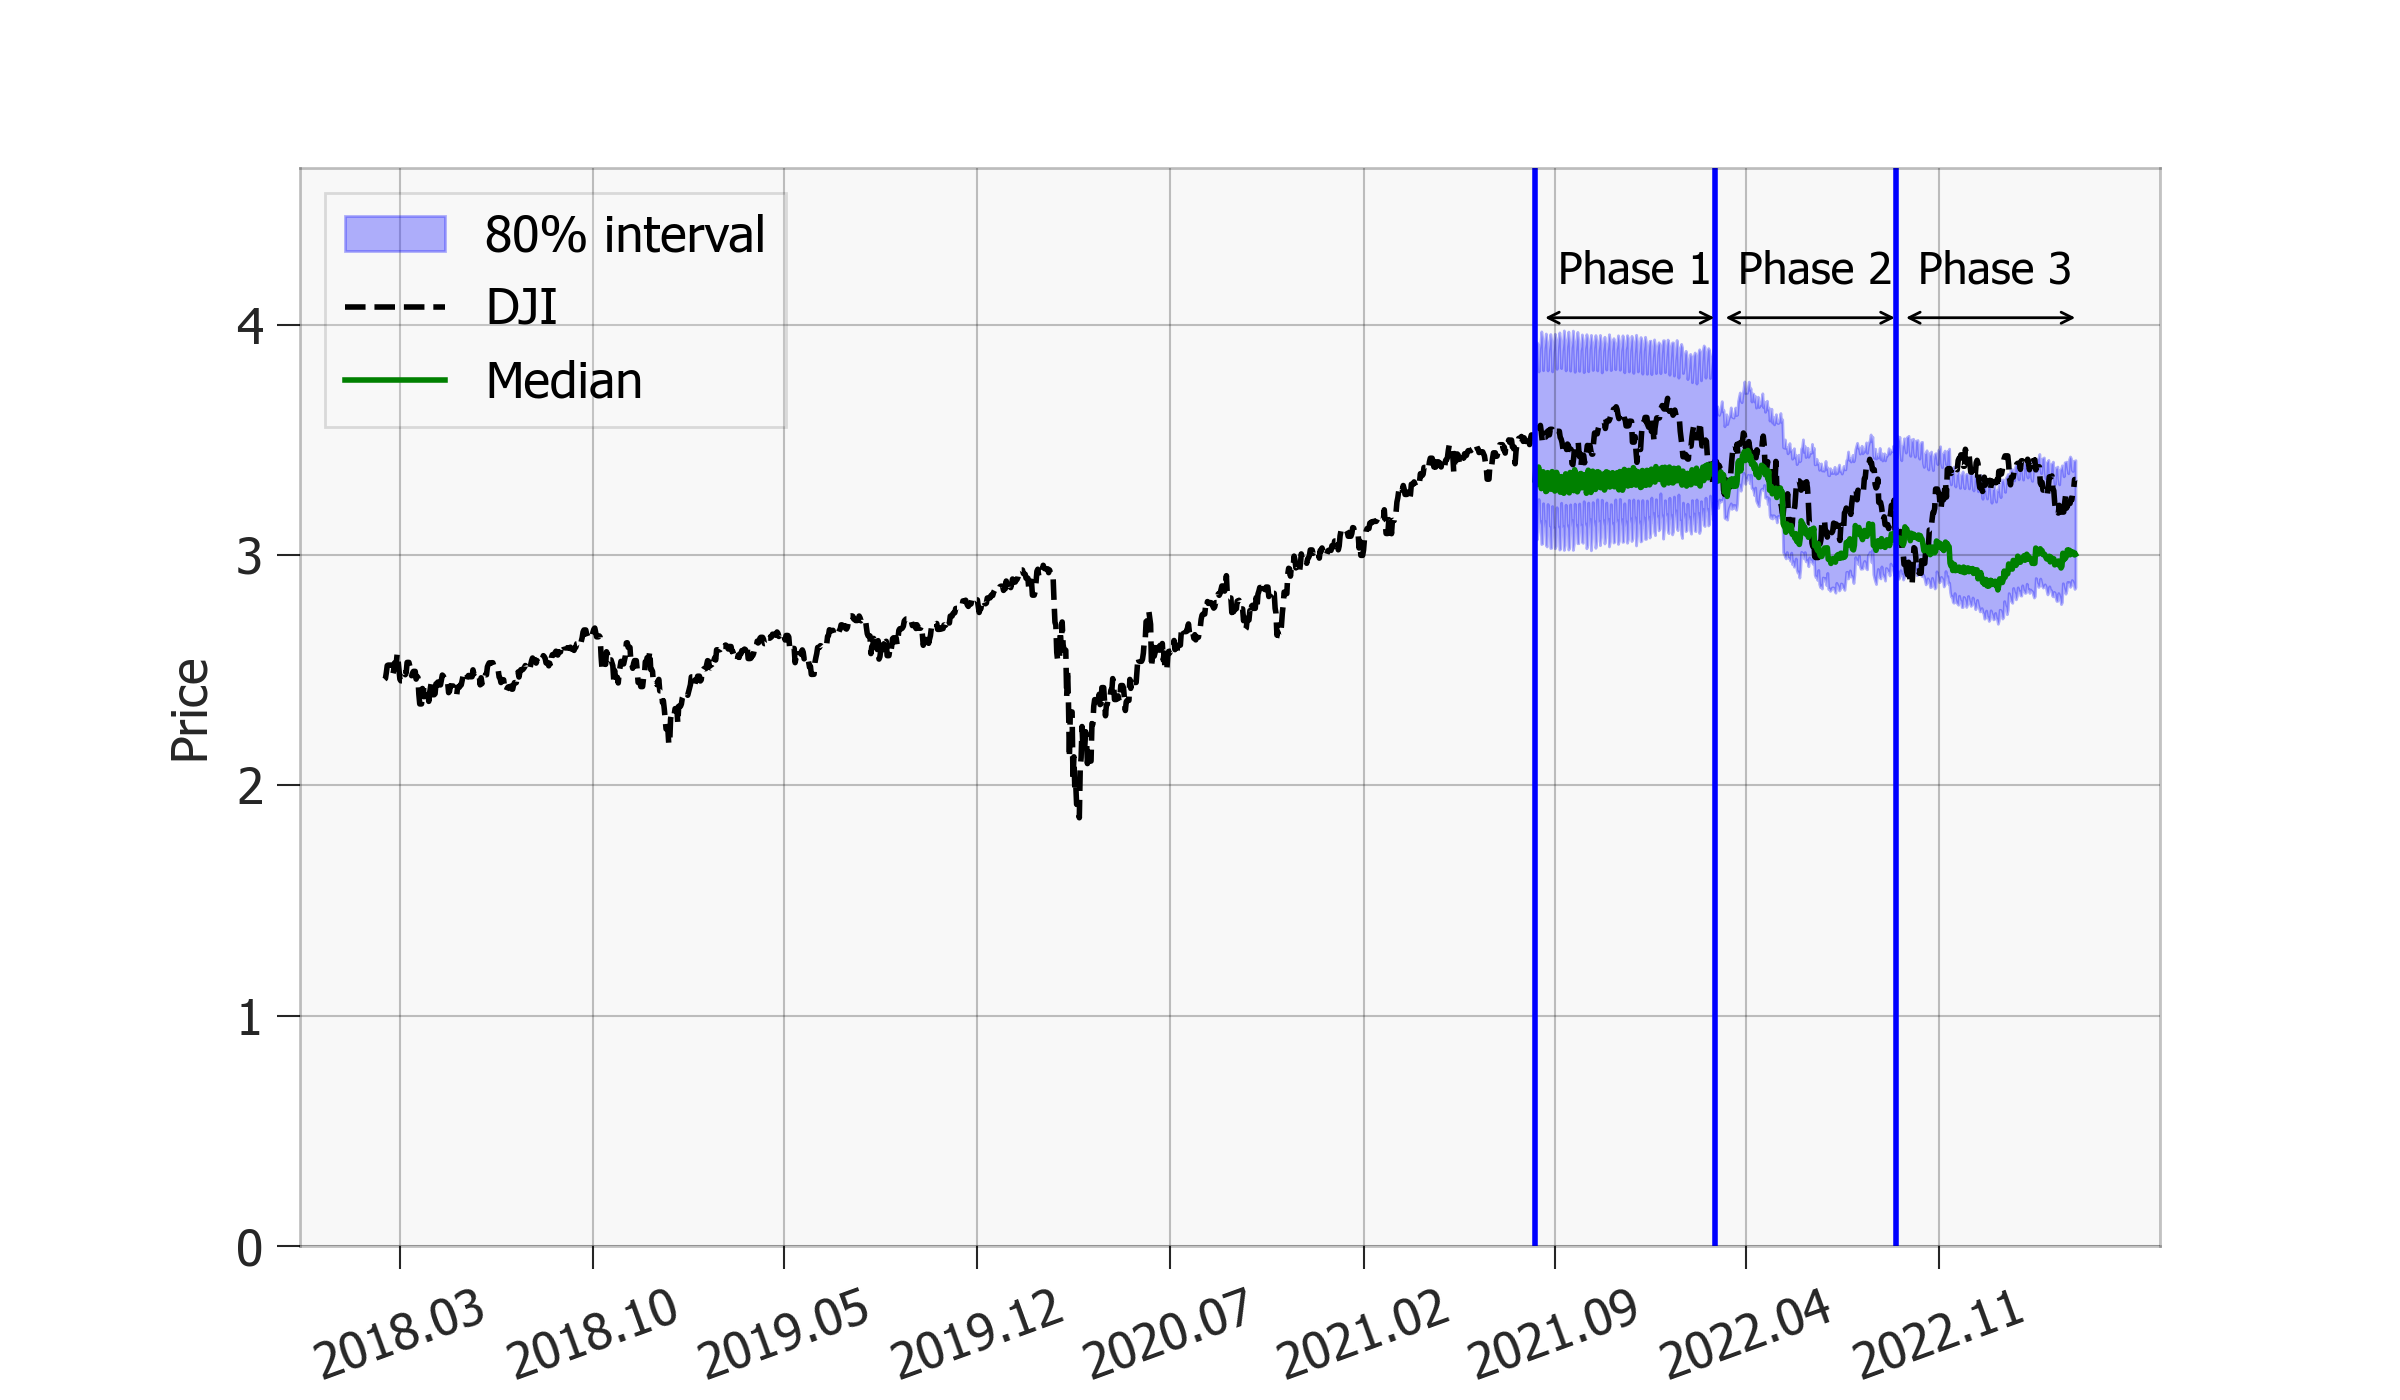 80% interval
DJI
Median
Phase 1
Phase 2
Phase 3
Price
4
3
2
1
0
2018.03
2018.10
2019.05
2019.12
2020.07
2021.02
2021.09
2022.04
2022.11